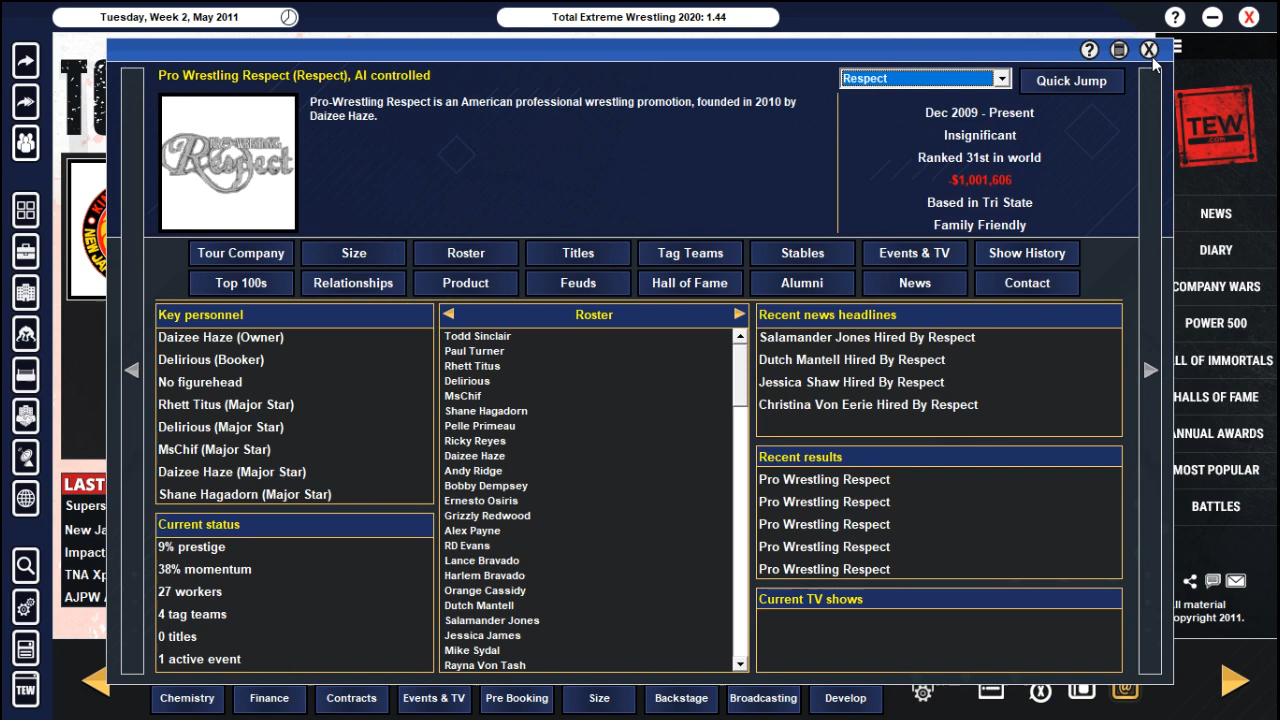 Tuesday, Week 2, May 2011
Total Extreme Wrestling 2020: 1.44
Pro Wrestling Respect (Respect), AI controlled
Pro-Wrestling Respect is an American professional wrestling promotion, founded in 2010 by
Daizee Haze.
PRO-WRESTLING
Respect
Respect
Quick Jump
Dec 2009 - Present
Insignificant
Ranked 31st in world
-$1,001,606
Based in Tri State
Family Friendly
Tour Company
Size
Roster
Titles
Tag Teams
Stables
Events & TV
Show History
Top 100s
Relationships
Product
Feuds
Hall of Fame
Alumni
News
Contact
Key personnel
Daizee Haze (Owner)
Delirious (Booker)
No figurehead
Rhett Titus (Major Star)
Delirious (Major Star)
MsChif (Major Star)
Daizee Haze (Major Star)
Shane Hagadorn (Major Star)
Current status
9% prestige
38% momentum
27 workers
4 tag teams
0 titles
1 active event
Roster
Todd Sinclair
Paul Turner
Rhett Titus
Delirious
MsChif
Shane Hagadorn
Pelle Primeau
Ricky Reyes
Daizee Haze
Andy Ridge
Bobby Dempsey
Ernesto Osiris
Grizzly Redwood
Alex Payne
RD Evans
Lance Bravado
Harlem Bravado
Orange Cassidy
Dutch Mantell
Salamander Jones
Jessica James
Mike Sydal
Rayna Von Tash
Recent news headlines
Salamander Jones Hired By Respect
Dutch Mantell Hired By Respect
Jessica Shaw Hired By Respect
Christina Von Eerie Hired By Respect
Recent results
Pro Wrestling Respect
Pro Wrestling Respect
Pro Wrestling Respect
Pro Wrestling Respect
Pro Wrestling Respect
Current TV shows
LAST
Supers
New Ja
Impact
TNA Xp
AJPW
TEW
.COM
NEWS
DIARY
COMPANY WARS
POWER 500
LL OF IMMORTALS
HALLS OF FAME
ANNUAL AWARDS
MOST POPULAR
BATTLES
ll material
opyright 2011.
TEW
Chemistry
Finance
Contracts
Events & TV
Pre Booking
Size
Backstage
Broadcasting
Develop